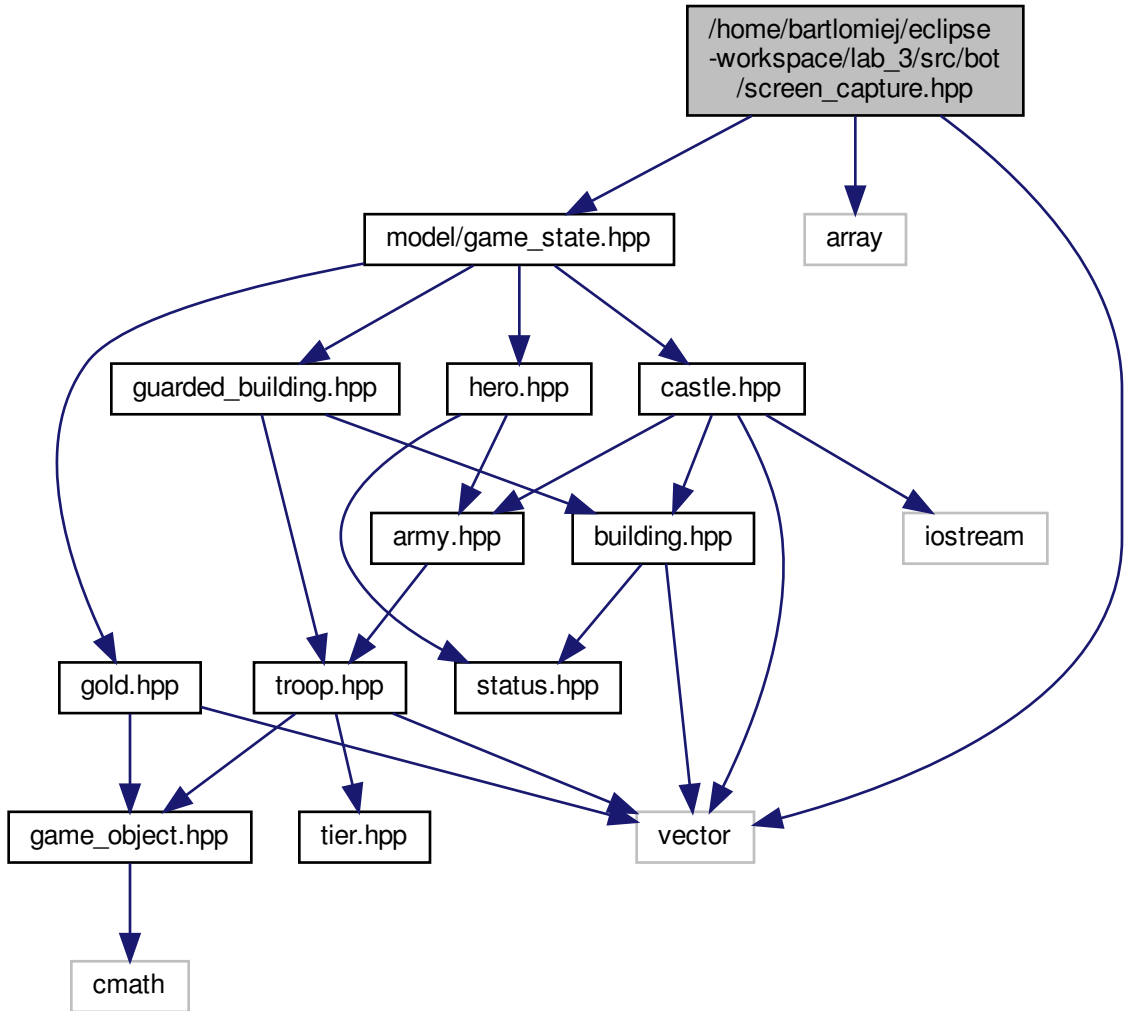 /home/bartlomiej/eclipse
-workspace/lab_3/src/bot
/screen_capture.hpp
model/game_state.hpp
array
guarded_building.hpp
hero.hpp
castle.hpp
army.hpp
building.hpp
iostream
gold.hpp
troop.hpp
status.hpp
game_object.hpp
tier.hpp
vector
cmath